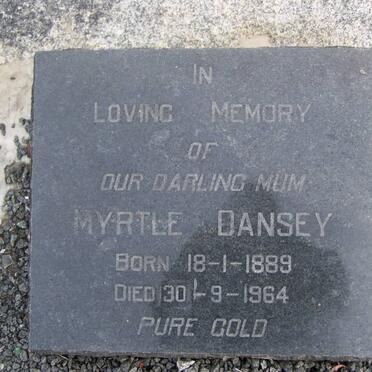 IN
LOVING MEMORY
OF
OUR DARLING MUM
MYRTLE DANSEY
BORN 18-1-1889
DIED 30-9-1964
PURE GOLD